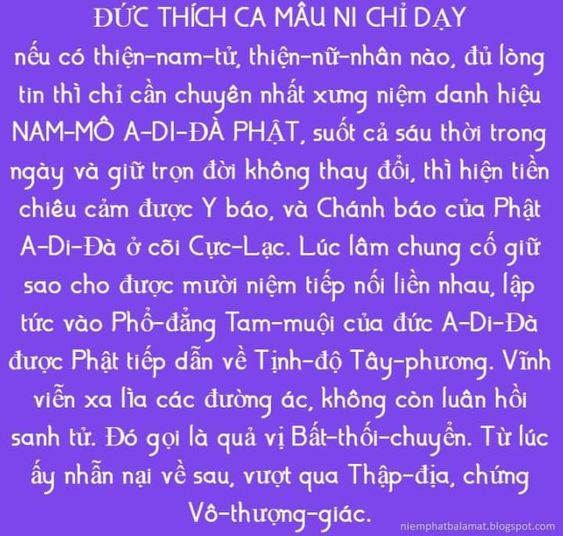 ĐỨC THÍCH CA MÂU NI CHỈ DẠY
nếu có thiện-nam-tử, thiện-nữ-nhân nào, đủ lòng
tin thì chỉ cần chuyên nhất xưng niệm danh hiệu
NAM-MÔ A-DI-ĐÀ PHẬT, suốt cả sáu thời trong
ngày và giữ trọn đời không thay đổi, thì hiện tiền
chiêu cảm được Y báo, và Chánh báo của Phật
A-Di-Đà ở cõi Cực-Lạc. Lúc lâm chung cố giữ
sao cho được mười niệm tiếp nối liền nhau, lập
tức vào Phổ-đẳng Tam-muội của đức A-Di-Đà
được Phật tiếp dẫn về Tịnh-độ Tây-phương. Vĩnh
viễn xa lìa các đường ác, không còn luân hồi
sanh tử. Đó gọi là quả vị Bất-thối-chuyển. Từ lúc
ấy nhẫn nại về sau, vượt qua Thập-địa, chứng
Vô-thượng-giác.
niemphatbalamat.blogspot.com